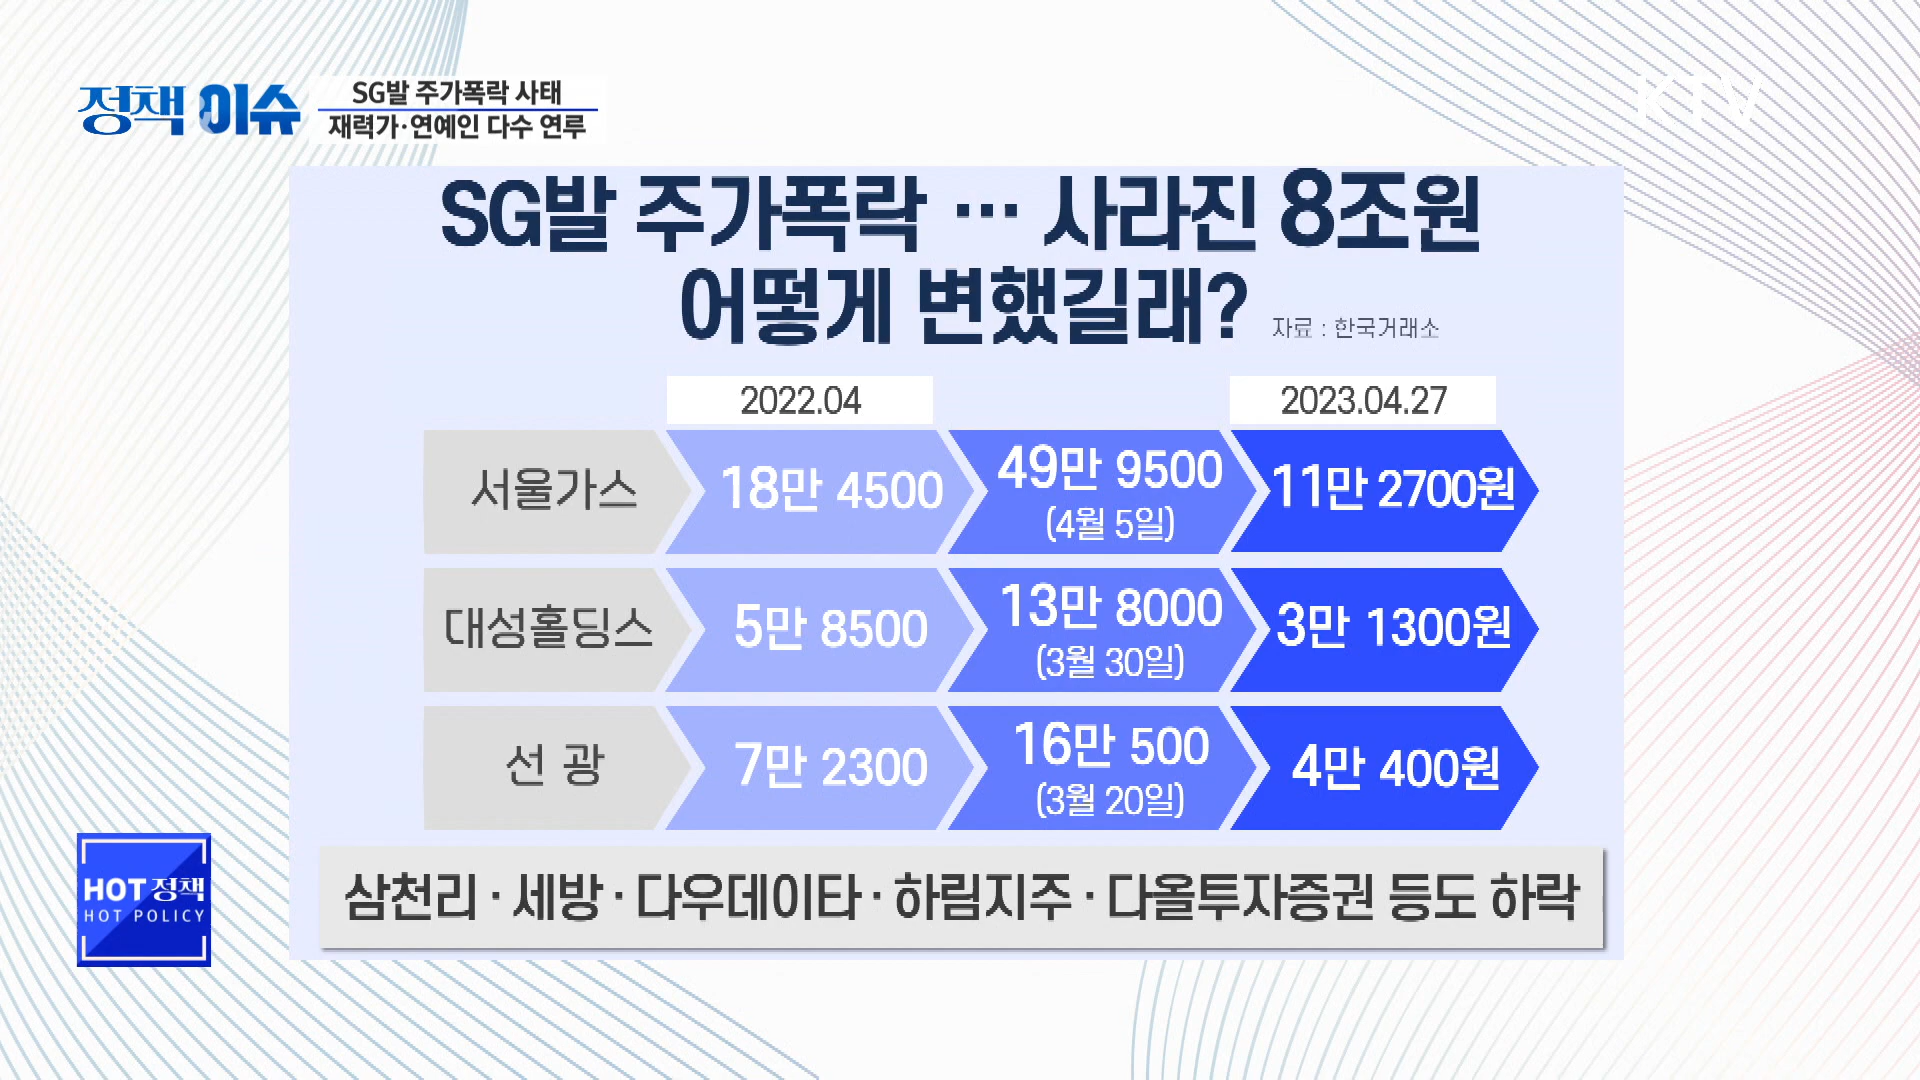 정책 이슈
SG발 주가폭락 사태
재력가·연예인 다수 연루
KTV
SG발 주가폭락 … 사라진 8조원
어떻게 변했길래?
자료 : 한국거래소
2022.04 2023.04.27
서울가스 18만 4500 49만 9500 (4월 5일) 11만 2700원
대성홀딩스 5만 8500 13만 8000 (3월 30일) 3만 1300원
선 광 7만 2300 16만 500 (3월 20일) 4만 400원
삼천리 · 세방 · 다우데이타 · 하림지주 · 다올투자증권 등도 하락
HOT 정책
HOT POLICY